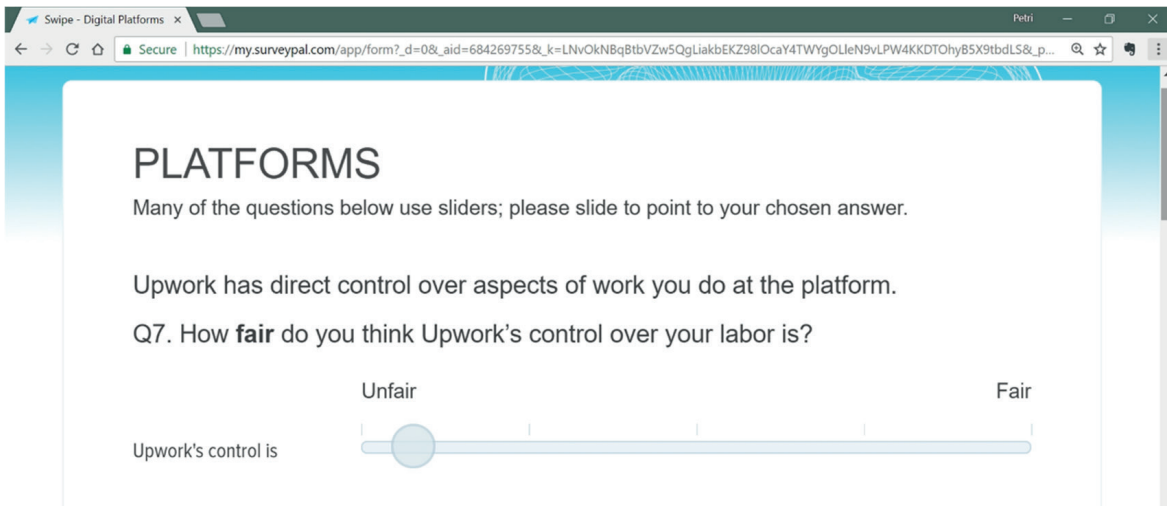 Swipe - Digital Platforms
Petri
Secure https://my.surveypal.com/app/form?_d=0&_aid=684269755&_k=LNvOkNBqBtbVZw5QgLiakbEKZ98lOcaY4TWYgOLleN9vLPW4KKDTOhyB5X9tbdLS&_p...
PLATFORMS
Many of the questions below use sliders; please slide to point to your chosen answer.
Upwork has direct control over aspects of work you do at the platform.
Q7. How fair do you think Upwork's control over your labor is?
Unfair Fair
Upwork's control is